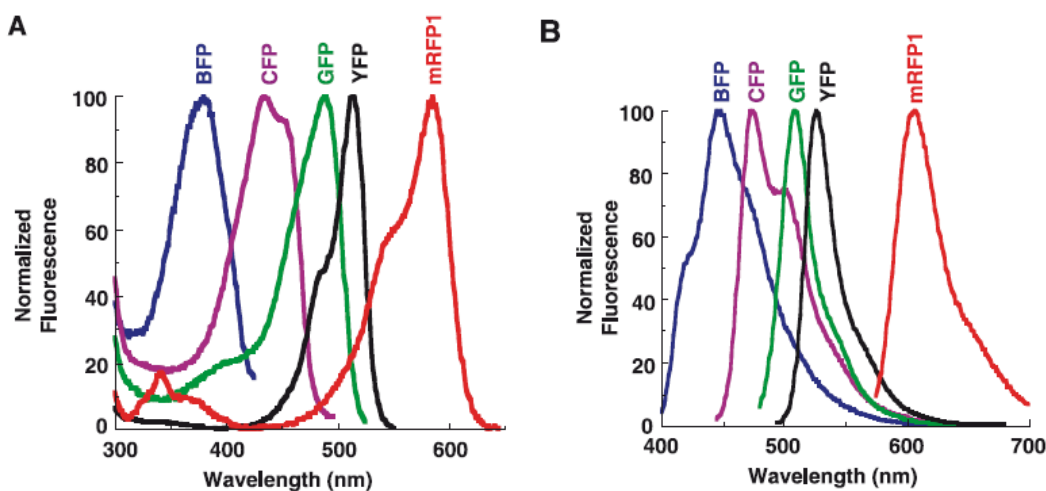 A
BFP
CFP
GFP
YFP
mRFP1
100
80
60
40
20
0
Normalized
Fluorescence
300
400
500
600
Wavelength (nm)
B
BFP
CFP
GFP
YFP
mRFP1
100
80
60
40
20
0
Normalized
Fluorescence
400
500
600
700
Wavelength (nm)